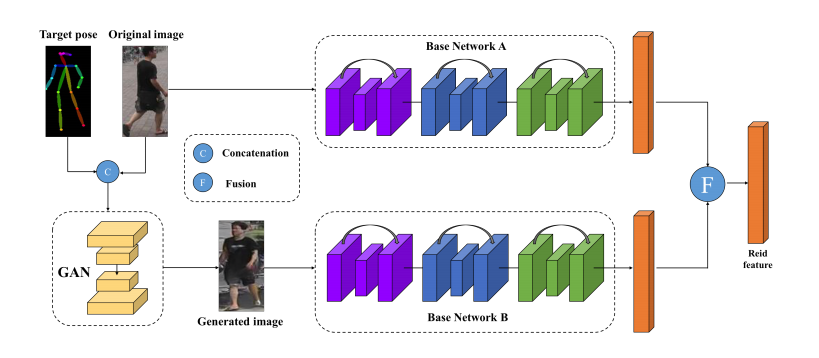 Target pose
Original image
Base Network A
C
Concatenation
F
Fusion
C
F
GAN
Generated image
Base Network B
Reid
feature